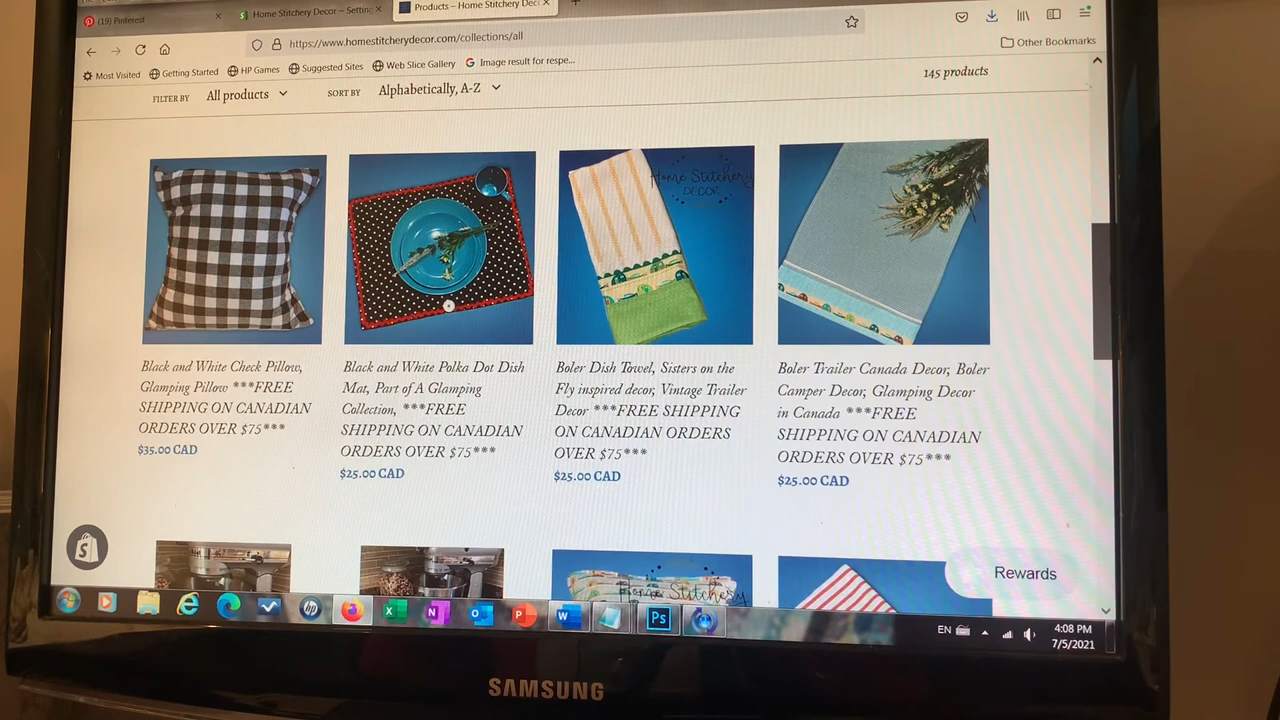 (19) Pinterest
Home Stitchery Decor – Setting
Products – Home Stitchery Deco
https://www.homestitcherydecor.com/collections/all
Other Bookmarks
Most Visited
Getting Started
HP Games
Suggested Sites
Web Slice Gallery
Image result for respe...
FILTER BY
All products
SORT BY
Alphabetically, A-Z
145 products
Home Stitchery
DECOR
Black and White Check Pillow,
Glamping Pillow ***FREE
SHIPPING ON CANADIAN
ORDERS OVER $75***
$35.00 CAD
Black and White Polka Dot Dish
Mat, Part of A Glamping
Collection, ***FREE
SHIPPING ON CANADIAN
ORDERS OVER $75***
$25.00 CAD
Boler Dish Towel, Sisters on the
Fly inspired decor, Vintage Trailer
Decor ***FREE SHIPPING
ON CANADIAN ORDERS
OVER $75***
$25.00 CAD
Boler Trailer Canada Decor, Boler
Camper Decor, Glamping Decor
in Canada ***FREE
SHIPPING ON CANADIAN
ORDERS OVER $75***
$25.00 CAD
Home Stitchery
Rewards
hp
Ps
EN
4:08 PM
7/5/2021
SAMSUNG